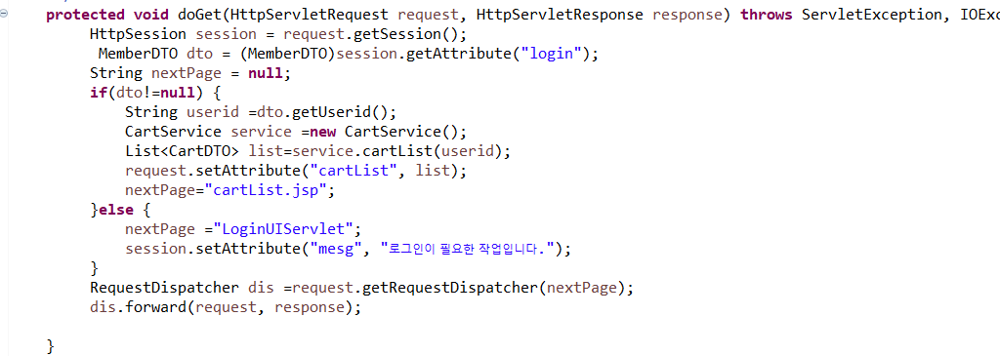 protected void doGet(HttpServletRequest request, HttpServletResponse response) throws ServletException, IOExc
HttpSession session = request.getSession();
MemberDTO dto = (MemberDTO)session.getAttribute("login");
String nextPage = null;
if(dto!=null) {
String userid =dto.getUserid();
CartService service =new CartService();
List<CartDTO> list=service.cartList(userid);
request.setAttribute("cartList", list);
nextPage="cartList.jsp";
}else {
nextPage ="LoginUIServlet";
session.setAttribute("mesg", "로그인이 필요한 작업입니다.");
}
RequestDispatcher dis =request.getRequestDispatcher(nextPage);
dis.forward(request, response);
}